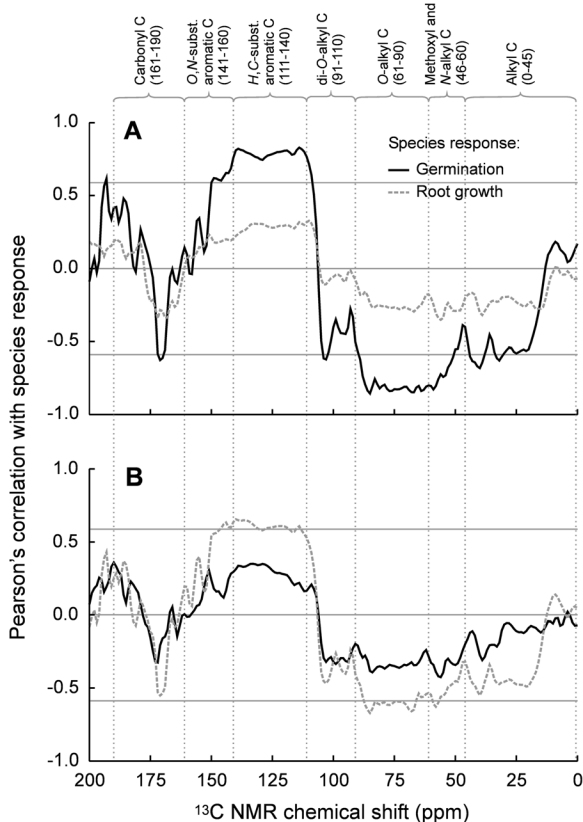 Carbonyl C
(161-190)
O,N-subst.
aromatic C
(141-160)
H,C-subst.
aromatic C
(111-140)
di-O-alkyl C
(91-110)
O-alkyl C
(61-90)
Methoxyl and
N-alkyl C
(46-60)
Alkyl C
(0-45)
A
Species response:
Germination
Root growth
1.0
0.5
0.0
-0.5
-1.0
B
1.0
0.5
0.0
-0.5
-1.0
200 175 150 125 100 75 50 25 0
Pearson's correlation with species response
¹³C NMR chemical shift (ppm)